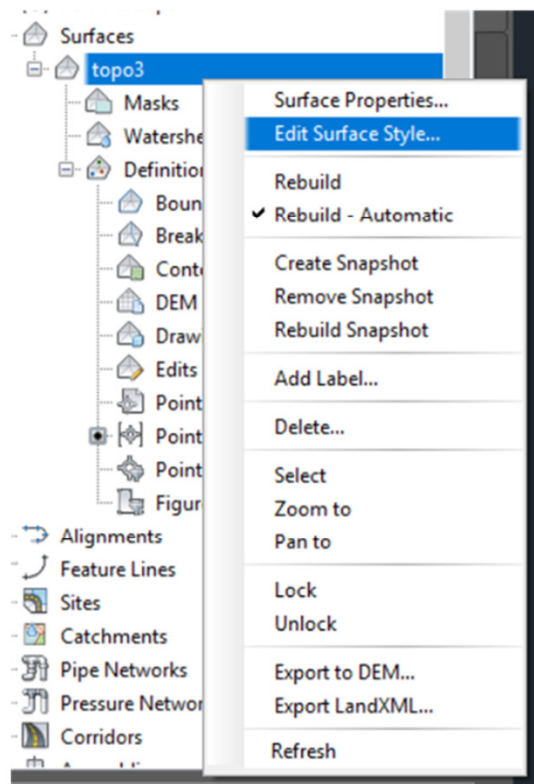 Surfaces
topo3
Masks
Surface Properties...
Edit Surface Style...
Rebuild
Rebuild - Automatic
Create Snapshot
Remove Snapshot
Rebuild Snapshot
Add Label...
Delete...
Select
Zoom to
Pan to
Lock
Unlock
Export to DEM...
Export LandXML...
Refresh
Watershe
Definition
Boun
Break
Conto
DEM
Draw
Edits
Point
Point
Point
Figur
Alignments
Feature Lines
Sites
Catchments
Pipe Networks
Pressure Networ
Corridors